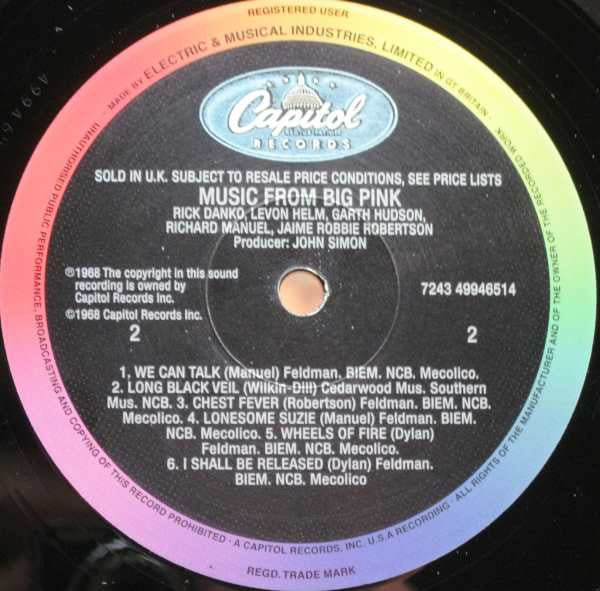 REGISTERED USER
· MADE BY ELECTRIC & MUSICAL INDUSTRIES, LIMITED IN GT BRITAIN · ALL RIGHTS OF THE MANUFACTURER AND OF THE OWNER OF THE RECORDED WORK
UNAUTHORISED PUBLIC PERFORMANCE, BROADCASTING AND COPYING OF THIS RECORD PROHIBITED · A CAPITOL RECORDS, INC. U.S.A RECORDING ·
REGD. TRADE MARK
Capitol
RECORDS
SOLD IN U.K. SUBJECT TO RESALE PRICE CONDITIONS, SEE PRICE LISTS
MUSIC FROM BIG PINK
RICK DANKO, LEVON HELM, GARTH HUDSON,
RICHARD MANUEL, JAIME ROBBIE ROBERTSON
Producer: JOHN SIMON
℗1968 The copyright in this sound
recording is owned by
Capitol Records Inc.
©1968 Capitol Records Inc.
7243 49946514
2
2
1. WE CAN TALK (Manuel) Feldman. BIEM. NCB. Mecolico.
2. LONG BLACK VEIL (Wilkin-Dill) Cedarwood Mus. Southern
Mus. NCB. 3. CHEST FEVER (Robertson) Feldman. BIEM. NCB.
Mecolico. 4. LONESOME SUZIE (Manuel) Feldman. BIEM.
NCB. Mecolico. 5. WHEELS OF FIRE (Dylan)
Feldman. BIEM. NCB. Mecolico.
6. I SHALL BE RELEASED (Dylan) Feldman.
BIEM. NCB. Mecolico